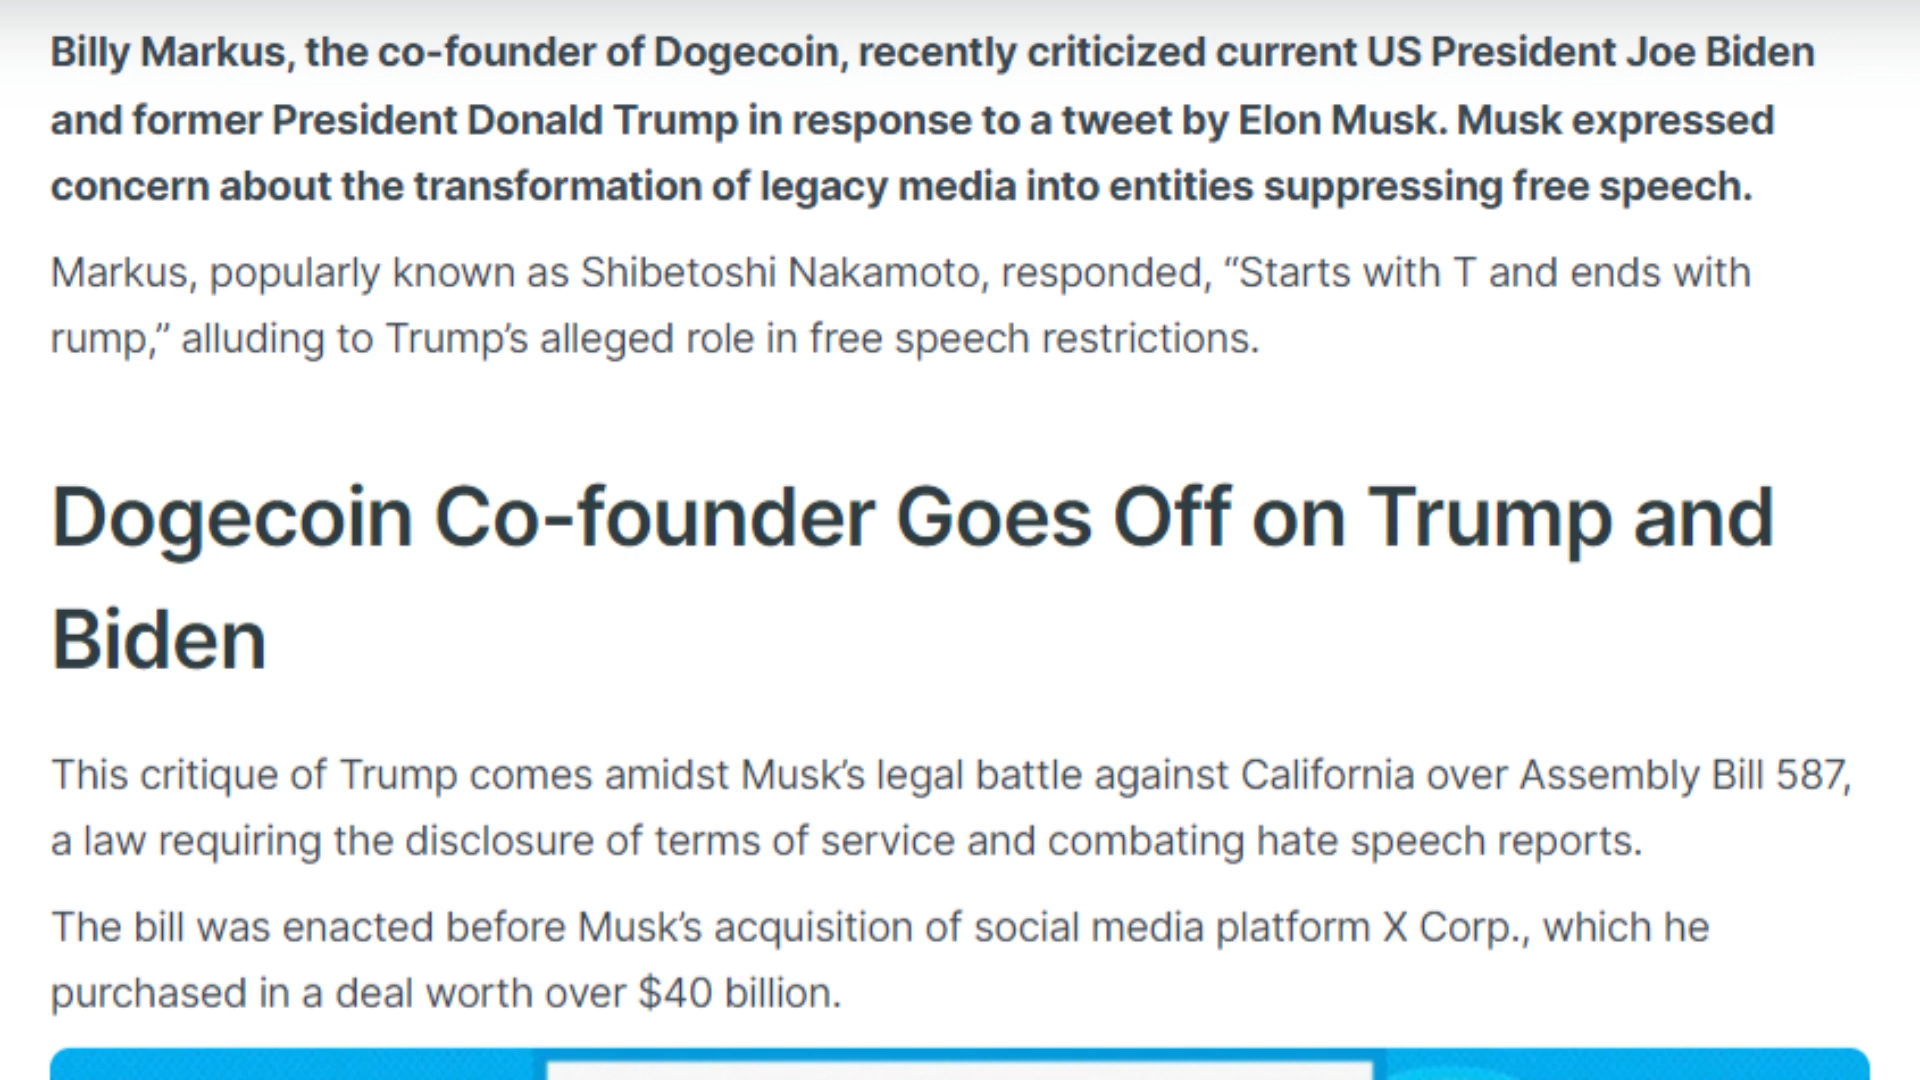 Billy Markus, the co-founder of Dogecoin, recently criticized current US President Joe Biden
and former President Donald Trump in response to a tweet by Elon Musk. Musk expressed
concern about the transformation of legacy media into entities suppressing free speech.
Markus, popularly known as Shibetoshi Nakamoto, responded, “Starts with T and ends with
rump,” alluding to Trump’s alleged role in free speech restrictions.
Dogecoin Co-founder Goes Off on Trump and
Biden
This critique of Trump comes amidst Musk’s legal battle against California over Assembly Bill 587,
a law requiring the disclosure of terms of service and combating hate speech reports.
The bill was enacted before Musk’s acquisition of social media platform X Corp., which he
purchased in a deal worth over $40 billion.